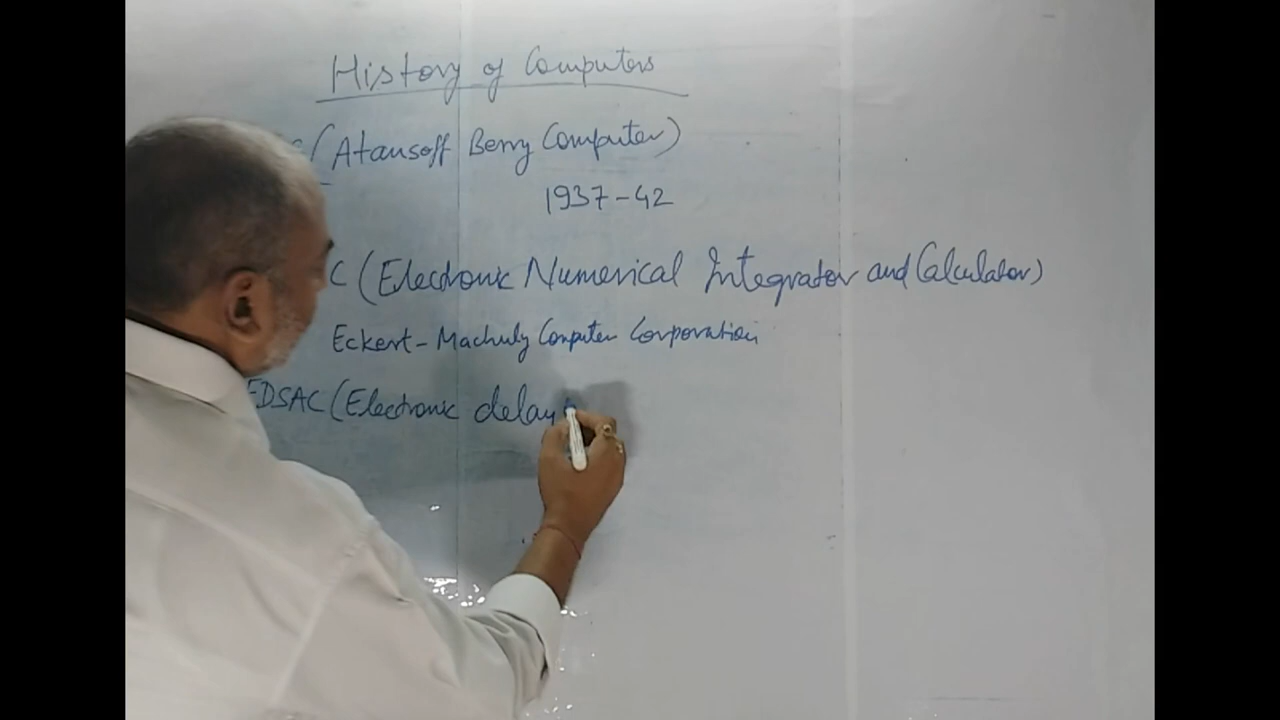 History of Computers
(Atansoff Berry Computer)
1937-42
C (Electronic Numerical Integrator and Calculator)
Eckert-Machuly Computer Corporation
EDSAC (Electronic delay